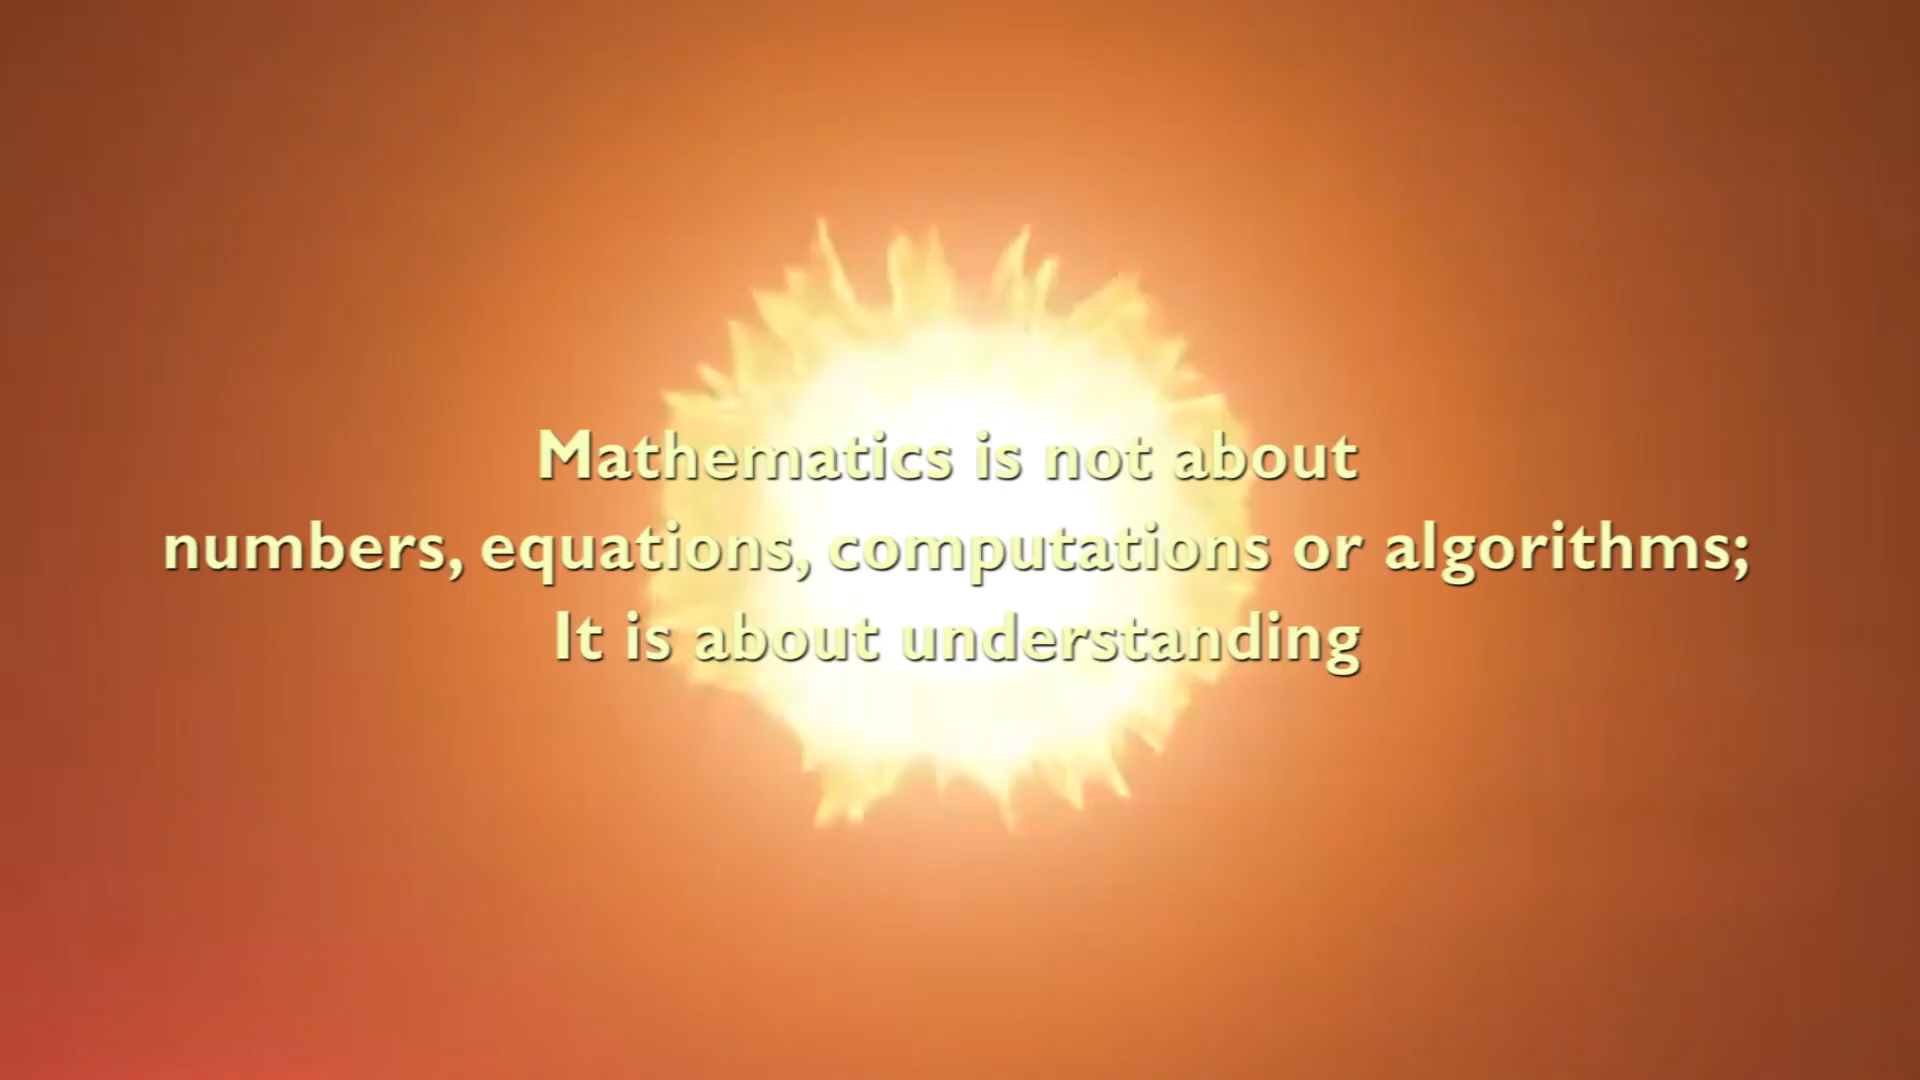 Mathematics is not about
numbers, equations, computations or algorithms;
It is about understanding